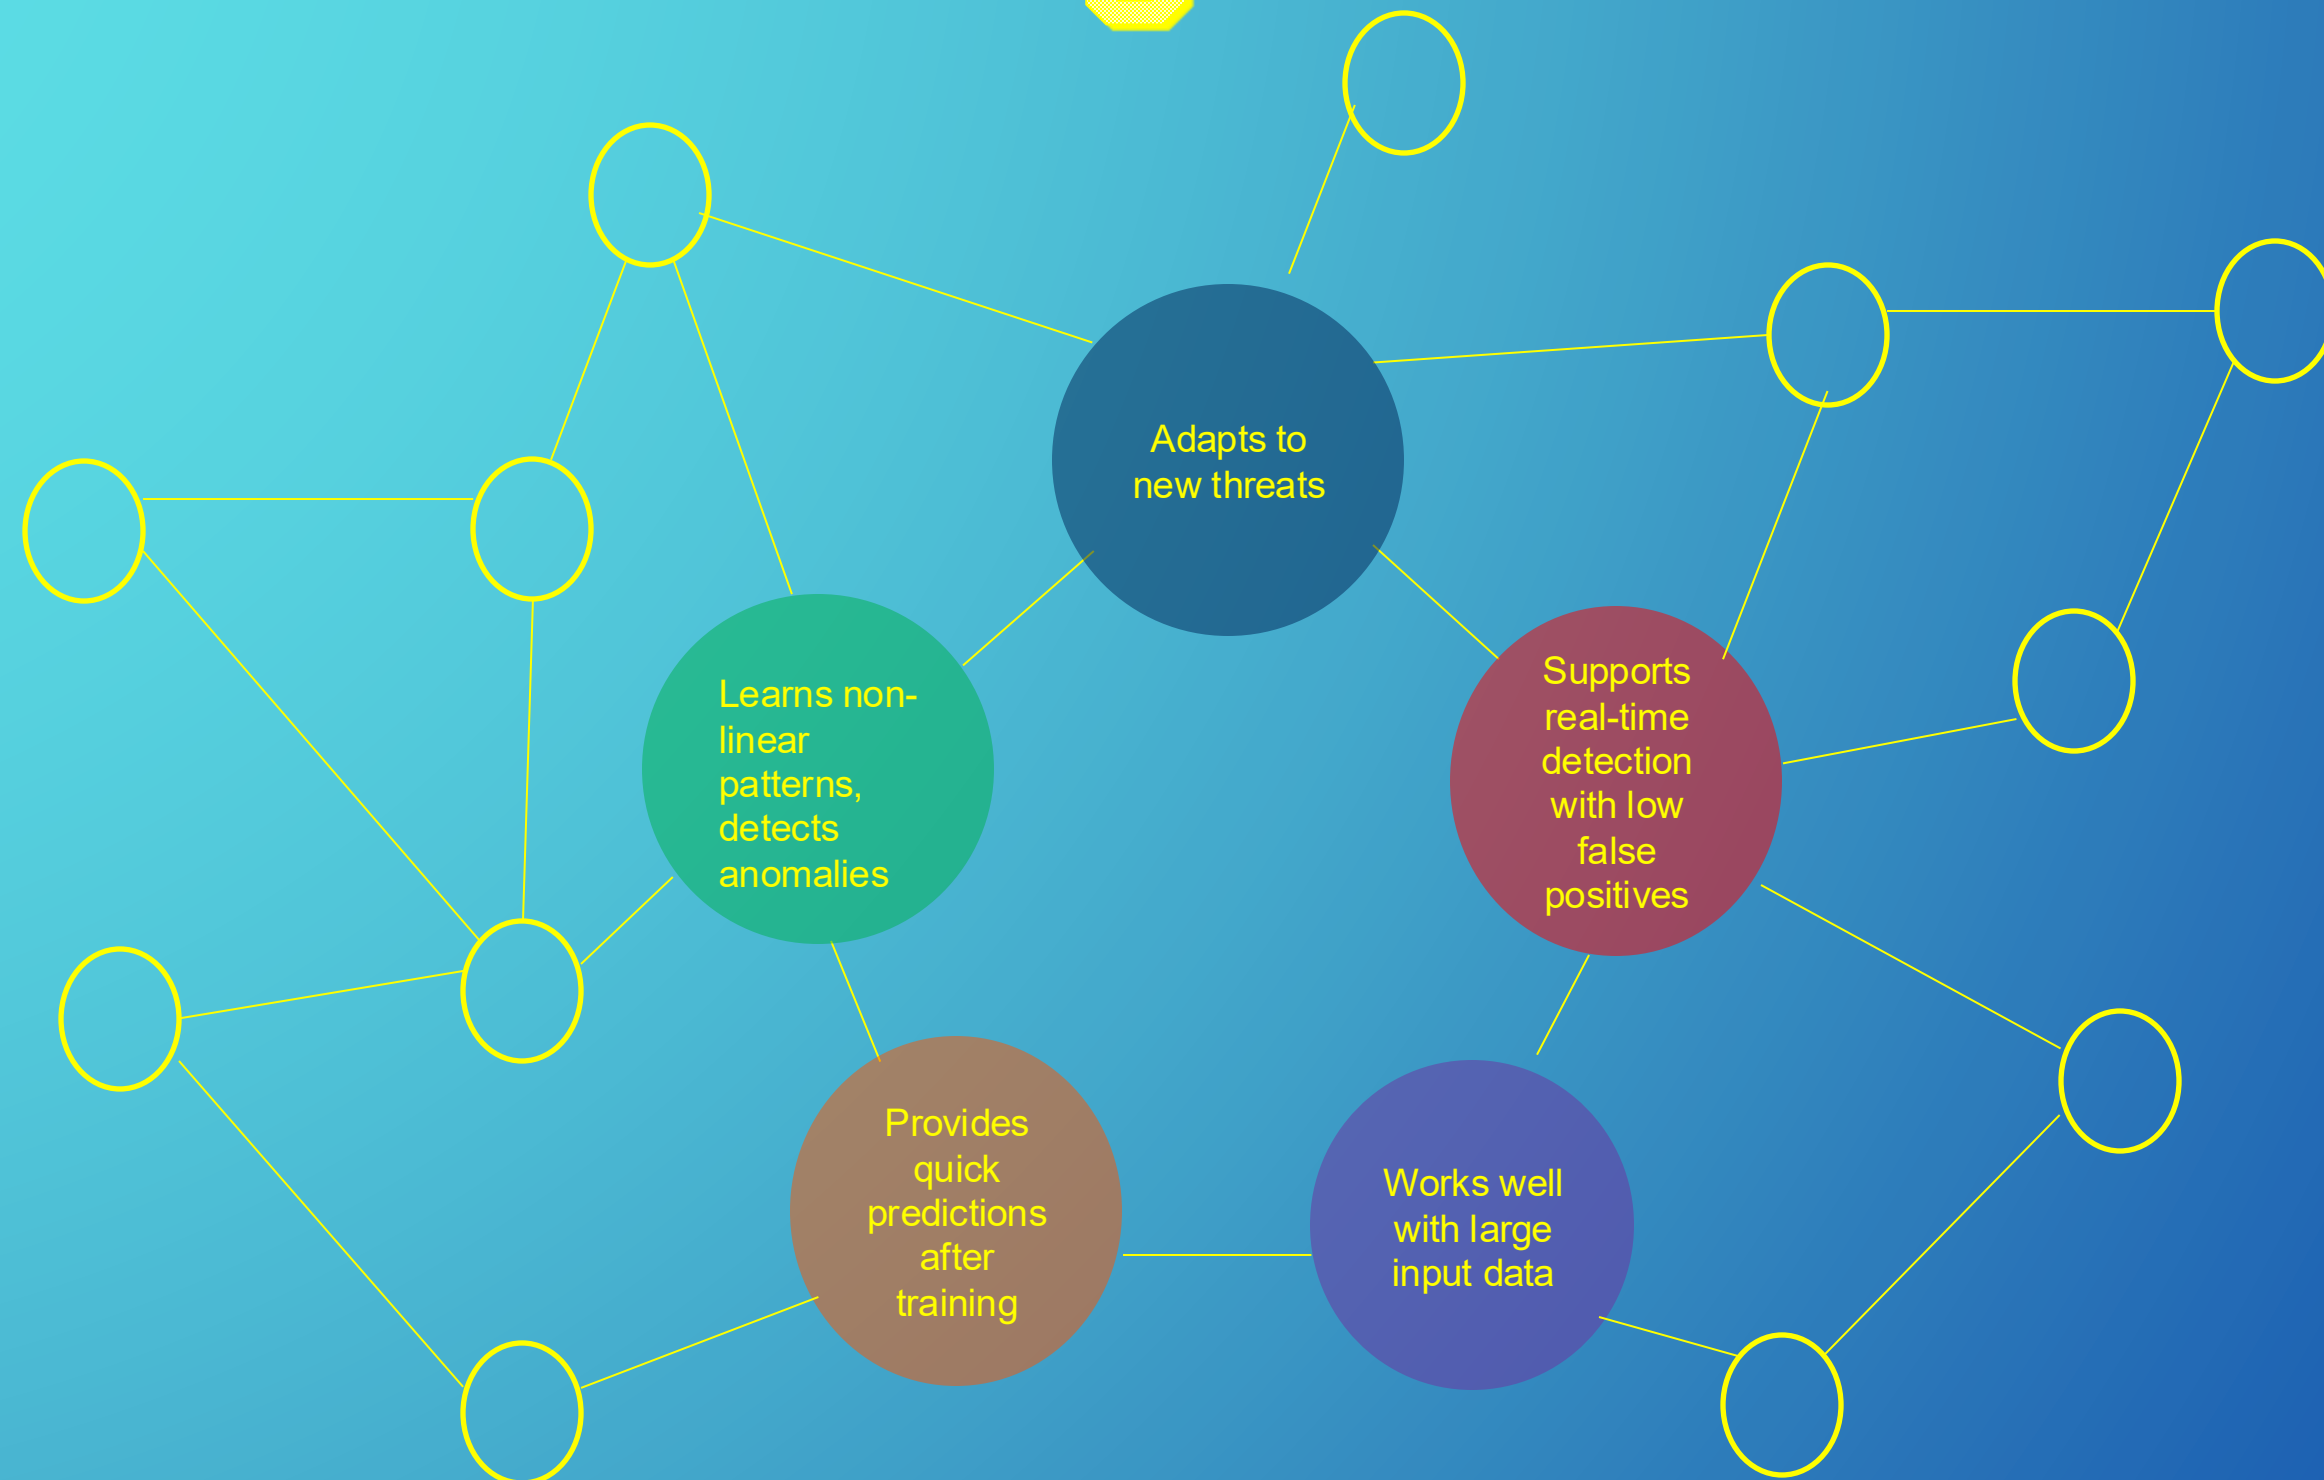 Adapts to
new threats
Learns non-
linear
patterns,
detects
anomalies
Supports
real-time
detection
with low
false
positives
Provides
quick
predictions
after
training
Works well
with large
input data